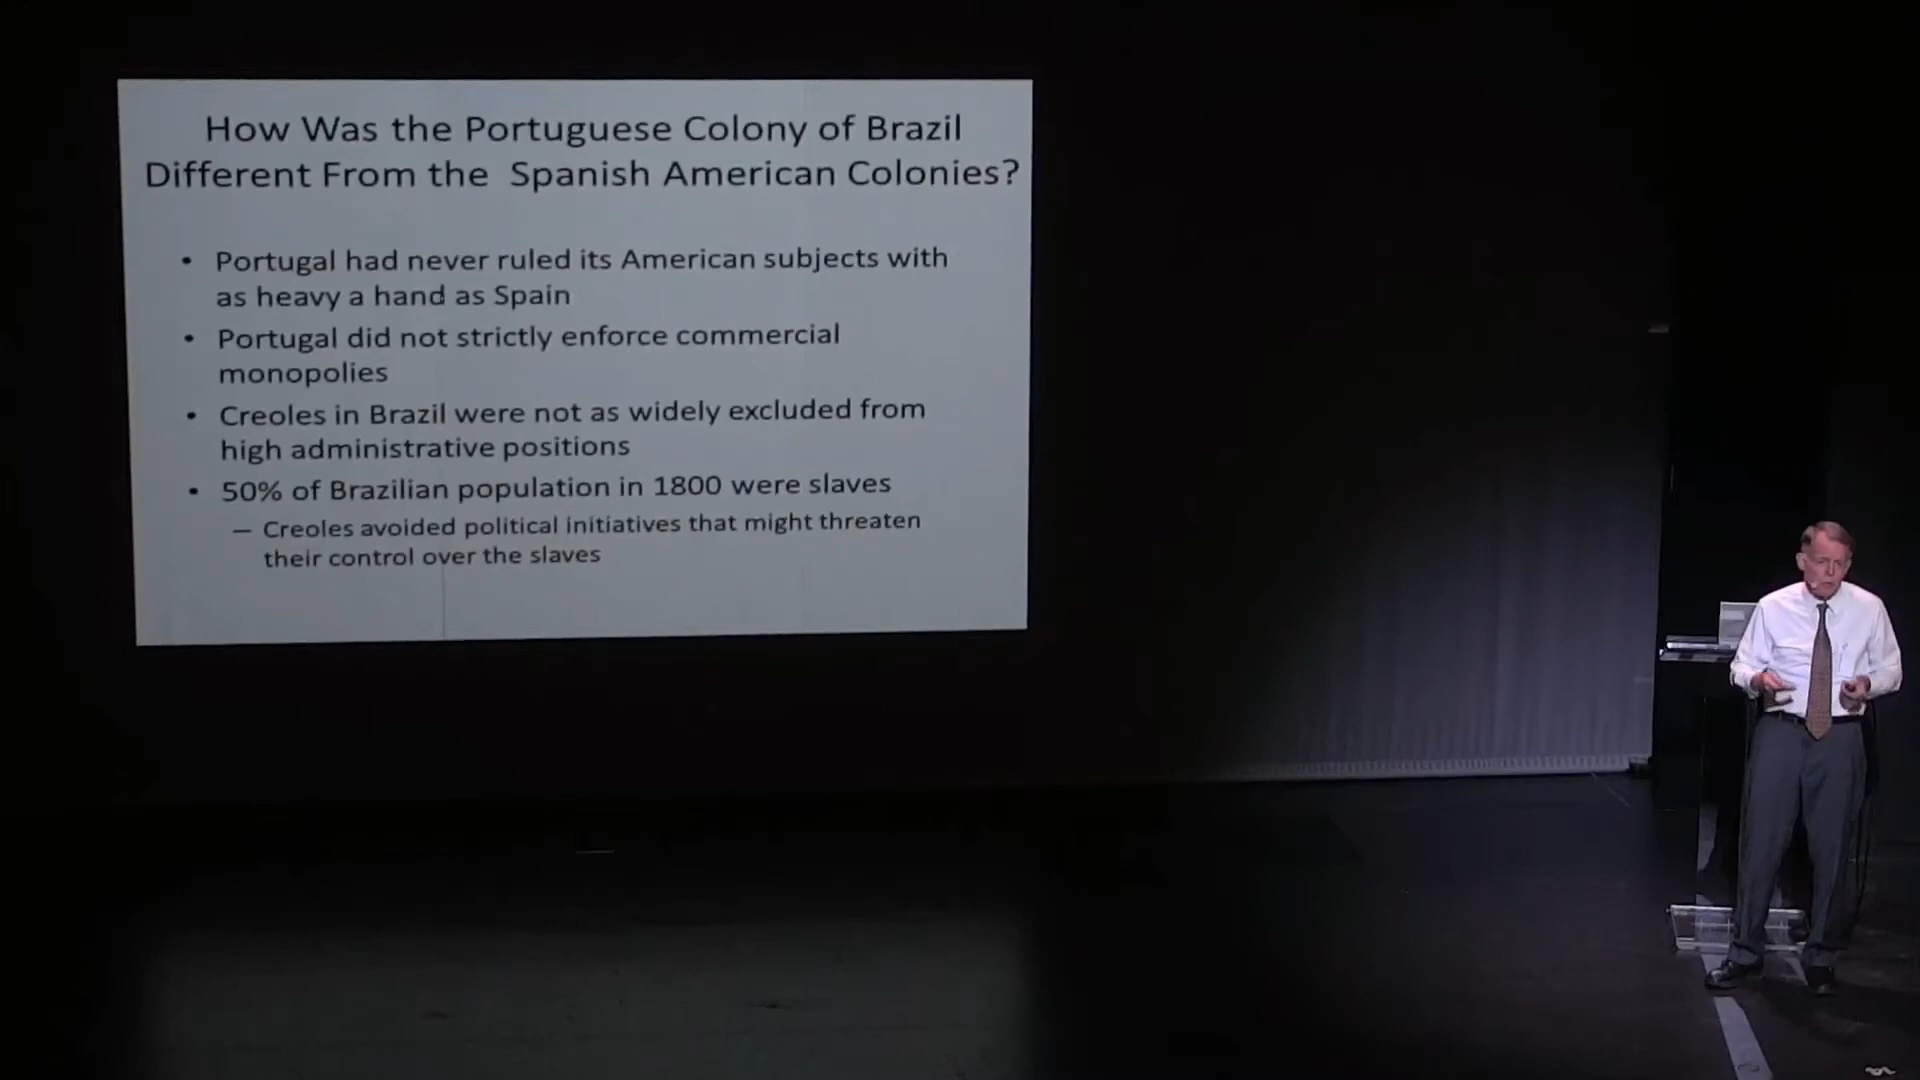 How Was the Portuguese Colony of Brazil
Different From the Spanish American Colonies?
• Portugal had never ruled its American subjects with
as heavy a hand as Spain
• Portugal did not strictly enforce commercial
monopolies
• Creoles in Brazil were not as widely excluded from
high administrative positions
• 50% of Brazilian population in 1800 were slaves
– Creoles avoided political initiatives that might threaten
their control over the slaves